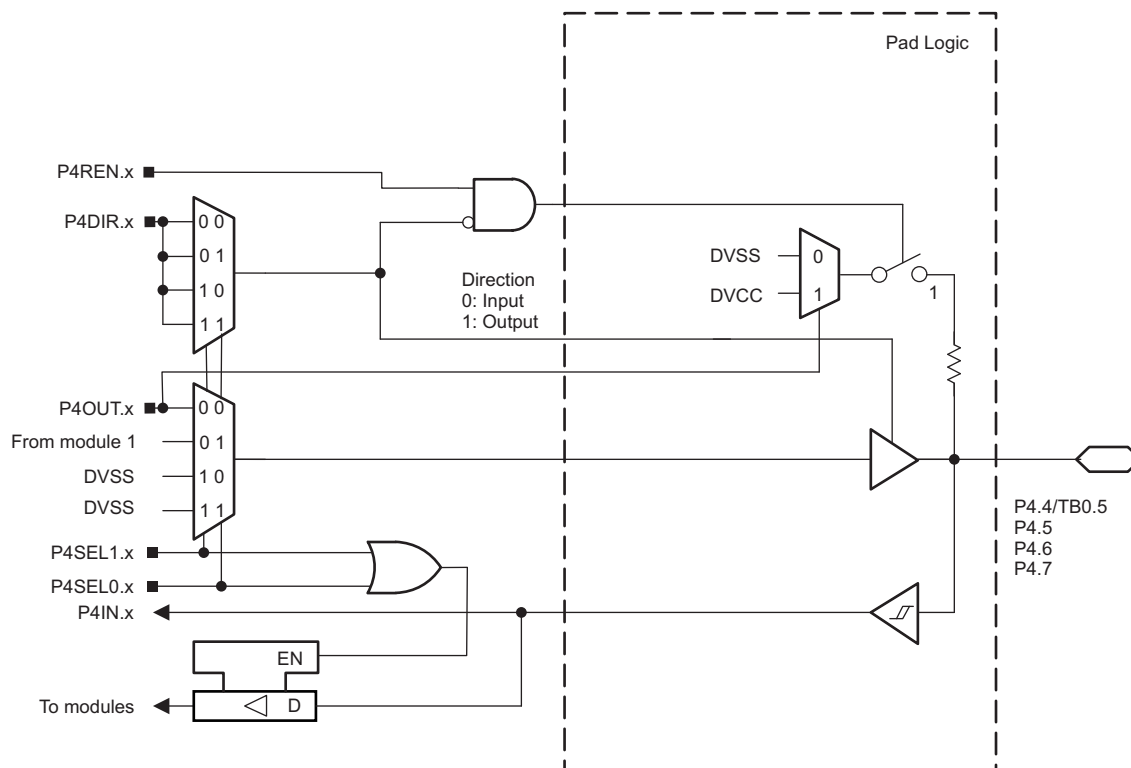 Pad Logic
P4REN.x
P4DIR.x
0 0
0 1
1 0
1 1
Direction
0: Input
1: Output
DVSS
DVCC
0
1
1
P4OUT.x
From module 1
DVSS
DVSS
0 0
0 1
1 0
1 1
P4SEL1.x
P4SEL0.x
P4IN.x
EN
D
To modules
P4.4/TB0.5
P4.5
P4.6
P4.7